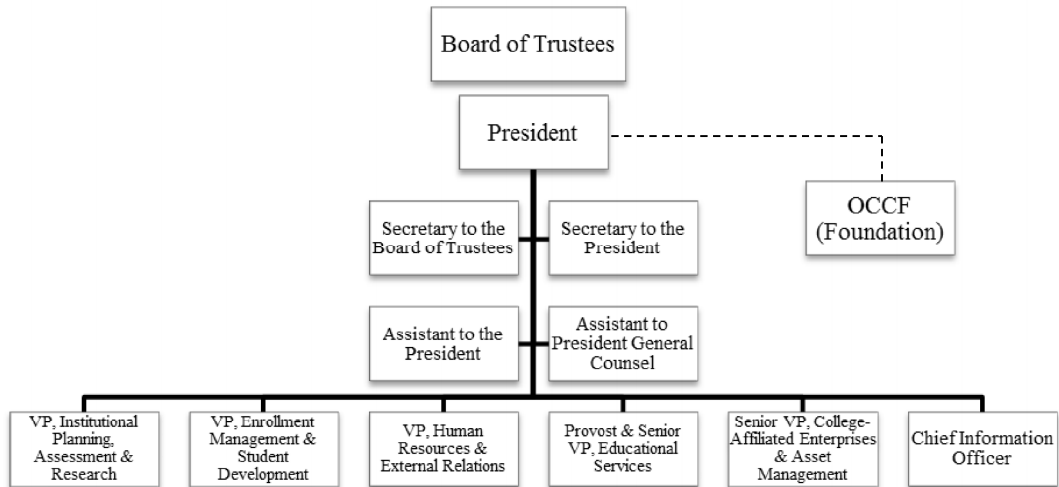 Board of Trustees
President
OCCF
(Foundation)
Secretary to the
Board of Trustees
Secretary to the
President
Assistant to the
President
Assistant to
President General
Counsel
VP, Institutional
Planning,
Assessment &
Research
VP, Enrollment
Management &
Student
Development
VP, Human
Resources &
External Relations
Provost & Senior
VP, Educational
Services
Senior VP, College-
Affiliated Enterprises
& Asset
Management
Chief Information
Officer